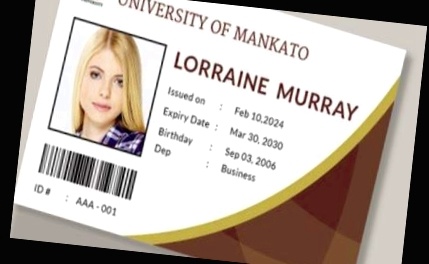 UNIVERSITY OF MANKATO
LORRAINE MURRAY
Issued on : Feb 10,2024
Expiry Date : Mar 30, 2030
Birthday : Sep 03, 2006
Dep : Business
ID # : AAA - 001